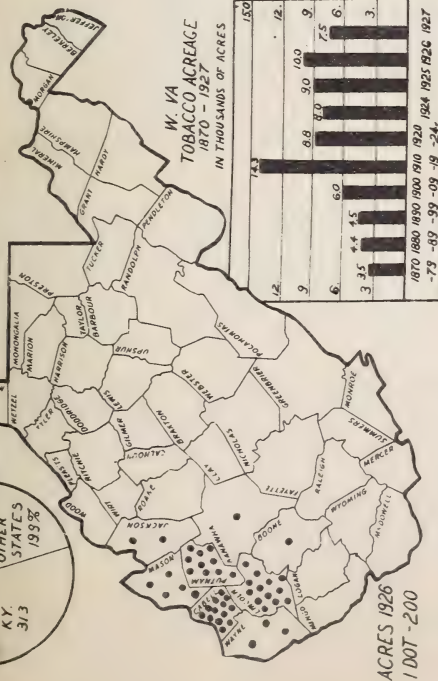 KY.
313
OTHER
STATES
19.9%
W. VA
TOBACCO ACREAGE
1870 - 1927
IN THOUSANDS OF ACRES
JEFFERSON
BERKELEY
MORGAN
HAMPSHIRE
MINERAL
HARDY
GRANT
PENDLETON
TUCKER
RANDOLPH
PRESTON
MONONGALIA
MARION
TAYLOR
BARBOUR
HARRISON
WETZEL
TYLER
DODDRIDGE
LEWIS
UPSHUR
PLEASTS
RITCHIE
GILMER
BRAXTON
WEBSTER
POCAHONTAS
WOOD
WIRT
CALHOUN
ROANE
CLAY
NICHOLAS
GREENBRIER
JACKSON
MASON
PUTNAM
KANAWHA
FAYETTE
CABELL
LINCOLN
BOONE
RALEIGH
SUMMERS
MONROE
WAYNE
MINGO
LOGAN
WYOMING
MERCER
McDOWELL
ACRES 1926
1 DOT - 200
15.0
12. 12.
9 9.
6 6.
3 3.
3.5 4.4 4.5 6.0 14.3 8.8 8.0 9.0 10.0 7.5
1870 1880 1890 1900 1910 1920 1924 1925 1926 1927
-79 -89 -99 -09 -19 -24